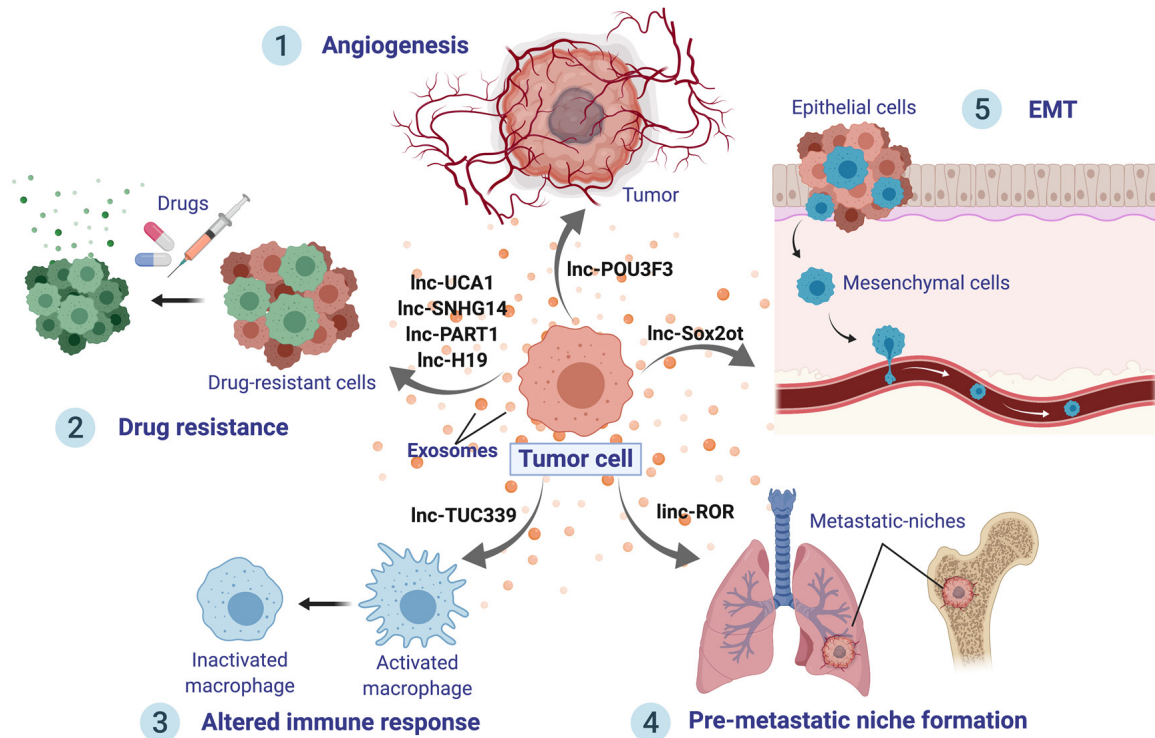 1 Angiogenesis
Tumor
Epithelial cells
5 EMT
Mesenchymal cells
Drugs
Drug-resistant cells
2 Drug resistance
lnc-POU3F3
lnc-UCA1
lnc-SNHG14
lnc-PART1
lnc-H19
lnc-Sox2ot
Exosomes
Tumor cell
lnc-TUC339
linc-ROR
Inactivated
macrophage
Activated
macrophage
3 Altered immune response
Metastatic-niches
4 Pre-metastatic niche formation